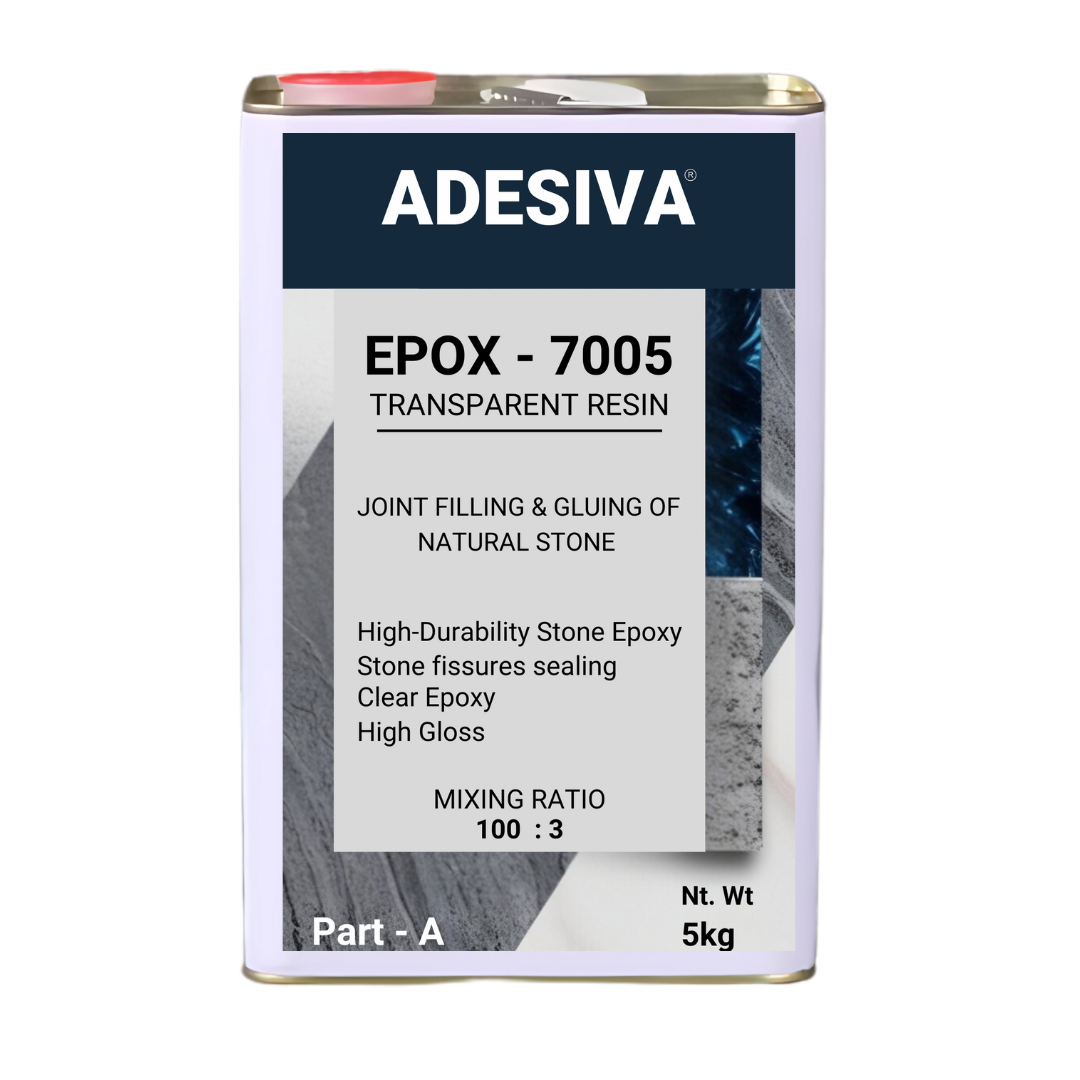 ADESIVA®
EPOX - 7005
TRANSPARENT RESIN
JOINT FILLING & GLUING OF
NATURAL STONE
High-Durability Stone Epoxy
Stone fissures sealing
Clear Epoxy
High Gloss
MIXING RATIO
100 : 3
Nt. Wt
5kg
Part - A